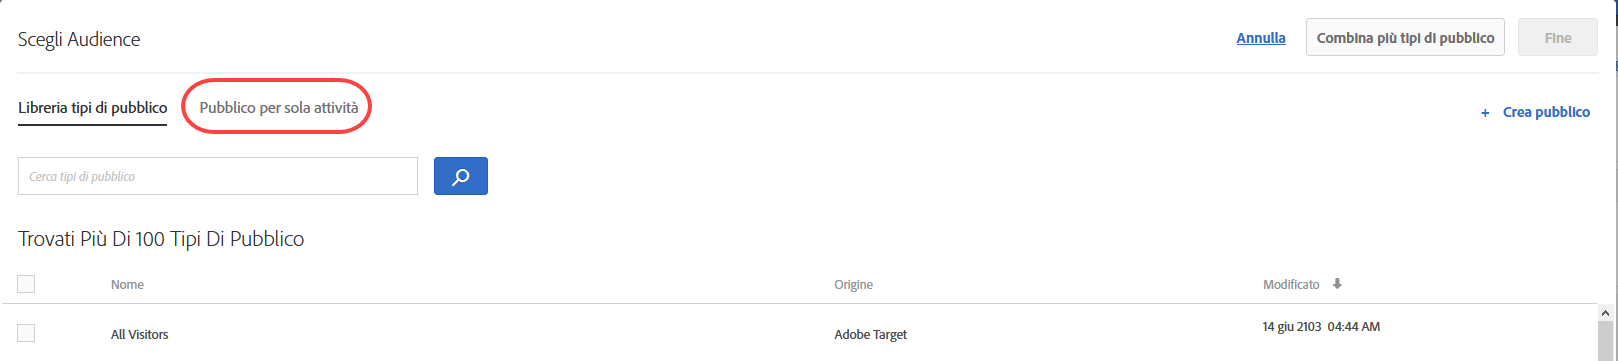 Scegli Audience
Annulla
Combina più tipi di pubblico
Fine
Libreria tipi di pubblico
Pubblico per sola attività
+ Crea pubblico
Cerca tipi di pubblico
Trovati Più Di 100 Tipi Di Pubblico
Nome
Origine
Modificato
All Visitors
Adobe Target
14 giu 2103 04:44 AM